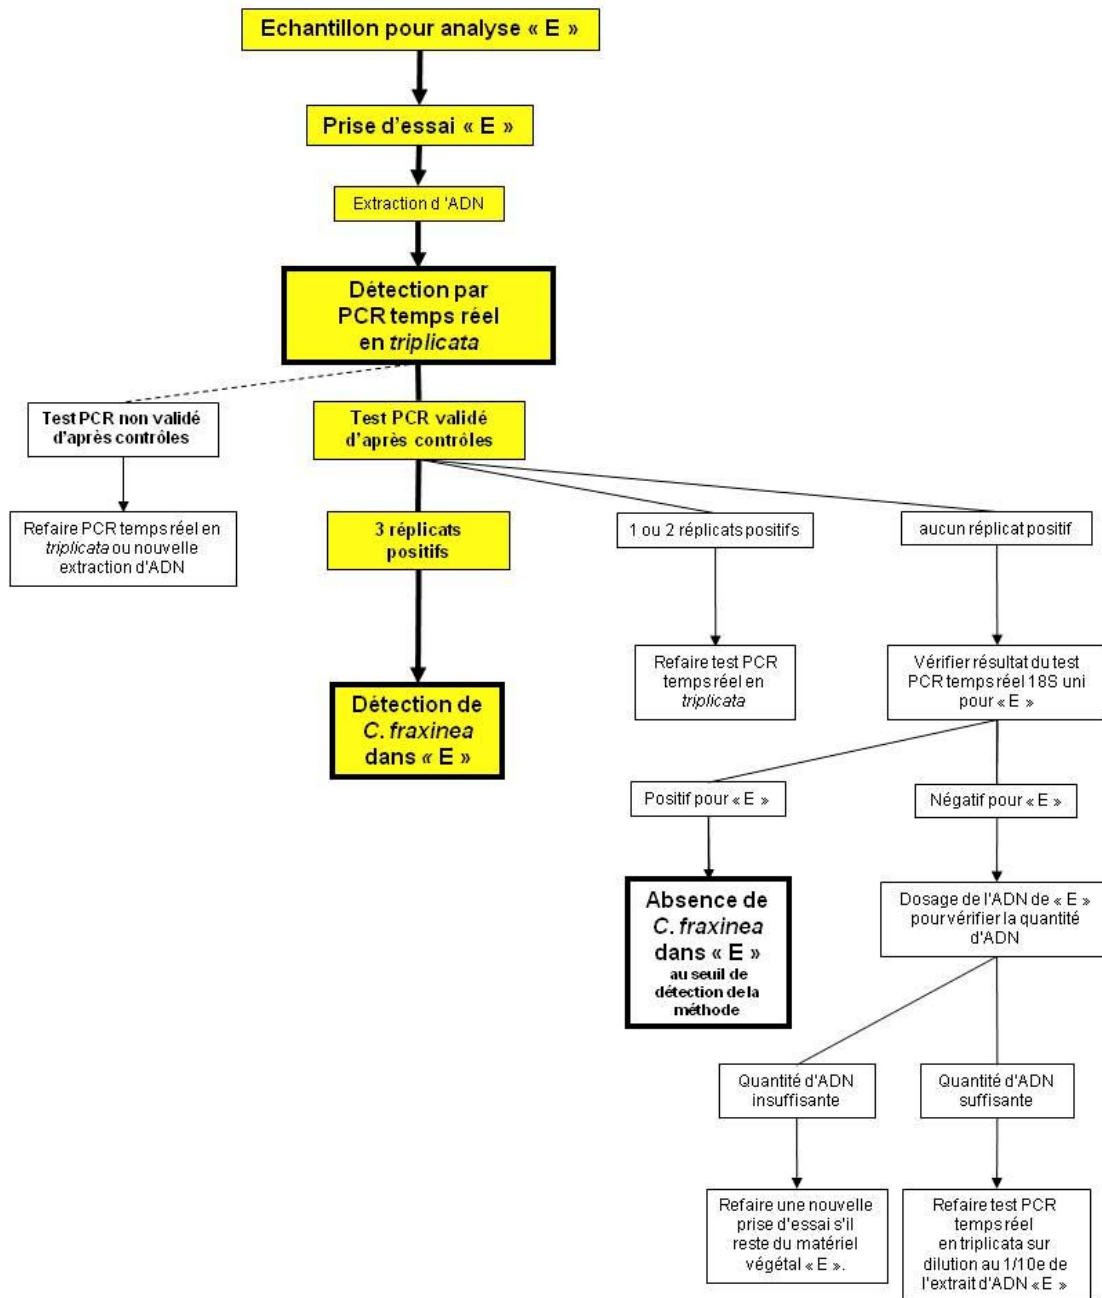 Echantillon pour analyse « E »
Prise d'essai « E »
Extraction d 'ADN
Détection par
PCR temps réel
en triplicata
Test PCR non validé
d'après contrôles
Test PCR validé
d'après contrôles
Refaire PCR temps réel en
triplicata ou nouvelle
extraction d'ADN
3 réplicats
positifs
1 ou 2 réplicats positifs
aucun réplicat positif
Refaire test PCR
temps réel en
triplicata
Vérifier résultat du test
PCR temps réel 18S uni
pour « E »
Détection de
C. fraxinea
dans « E »
Positif pour « E »
Négatif pour « E »
Absence de
C. fraxinea
dans « E »
au seuil de
détection de la
méthode
Dosage de l'ADN de « E »
pour vérifier la quantité
d'ADN
Quantité d'ADN
insuffisante
Quantité d'ADN
suffisante
Refaire une nouvelle
prise d'essai s'il
reste du matériel
végétal « E ».
Refaire test PCR
temps réel
en triplicata sur
dilution au 1/10e de
l'extrait d'ADN « E »